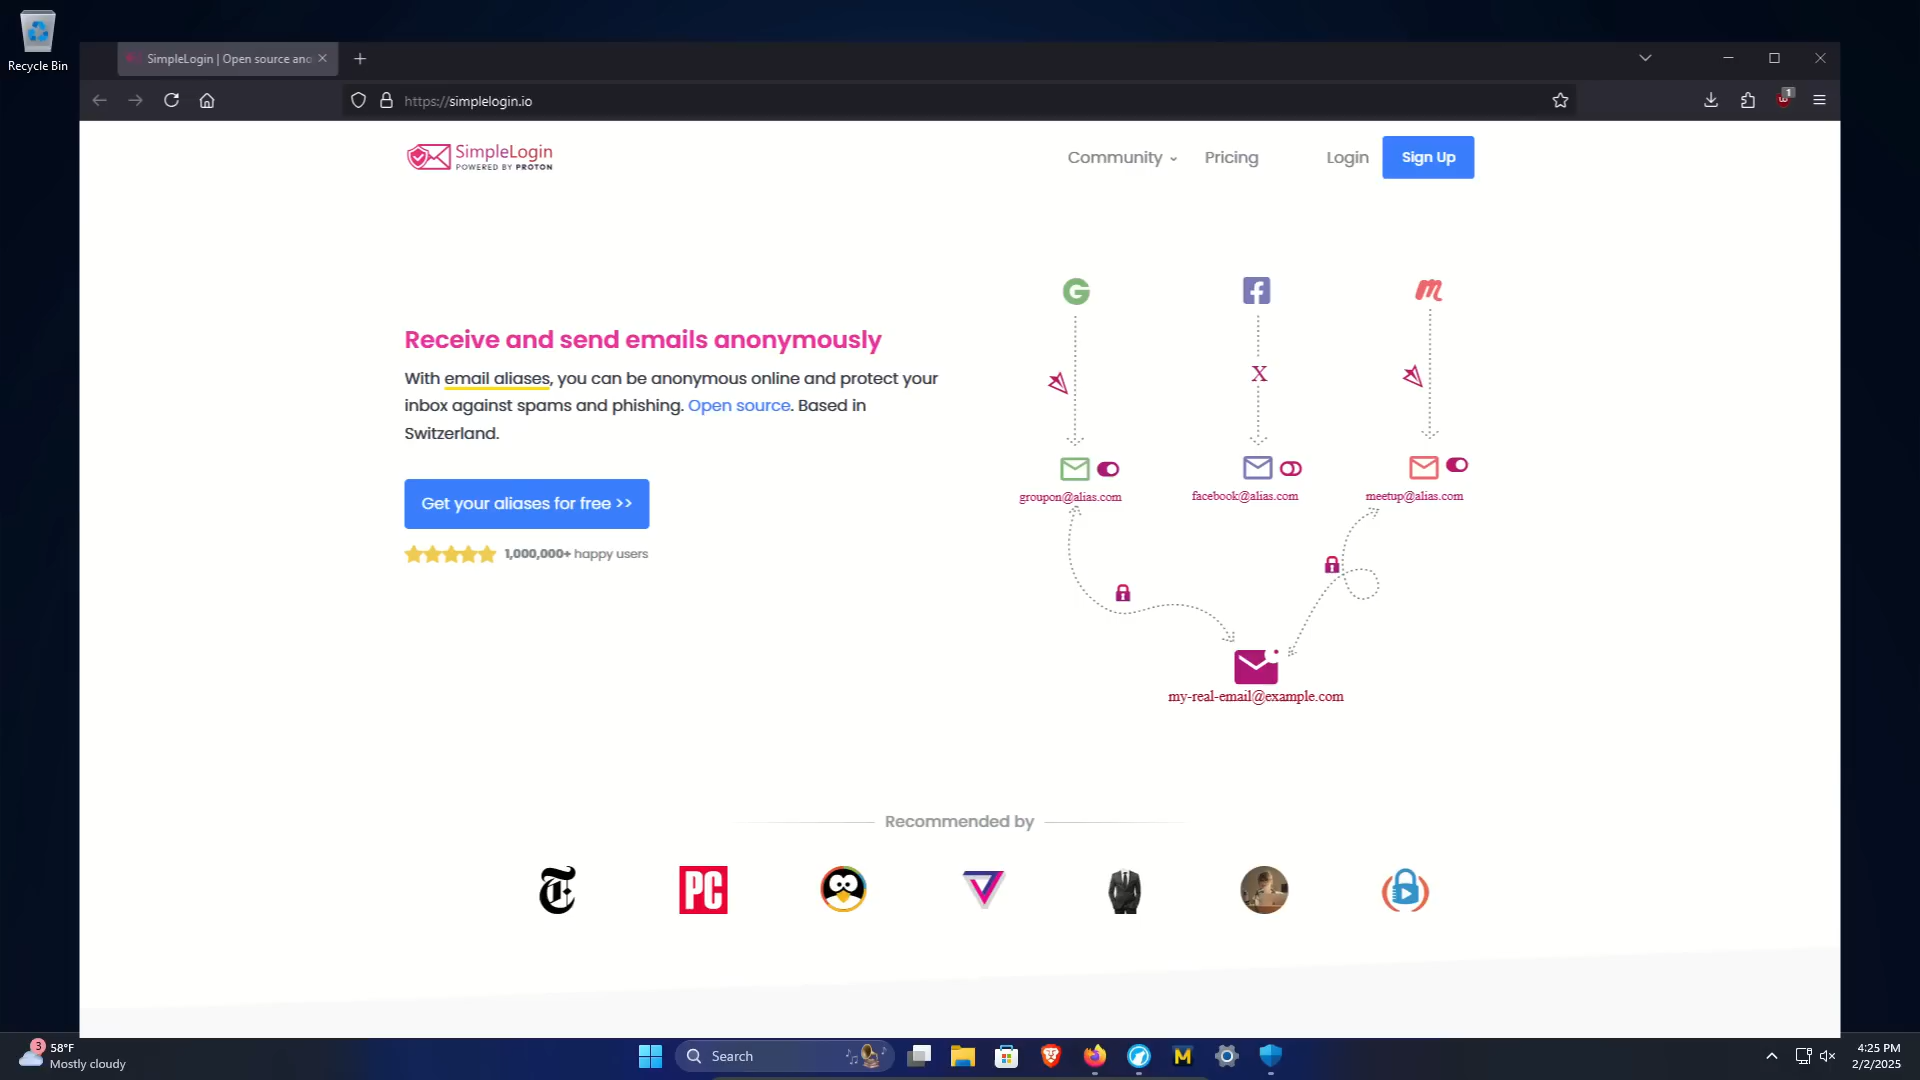 Recycle Bin
SimpleLogin | Open source ano
https://simplelogin.io
1
SimpleLogin
POWERED BY PROTON
Community
Pricing
Login
Sign Up
Receive and send emails anonymously
With email aliases, you can be anonymous online and protect your
inbox against spams and phishing. Open source. Based in
Switzerland.
Get your aliases for free >>
1,000,000+ happy users
X
groupon@alias.com
facebook@alias.com
meetup@alias.com
my-real-email@example.com
Recommended by
T
PC
3
58°F
Mostly cloudy
Search
M
4:25 PM
2/2/2025